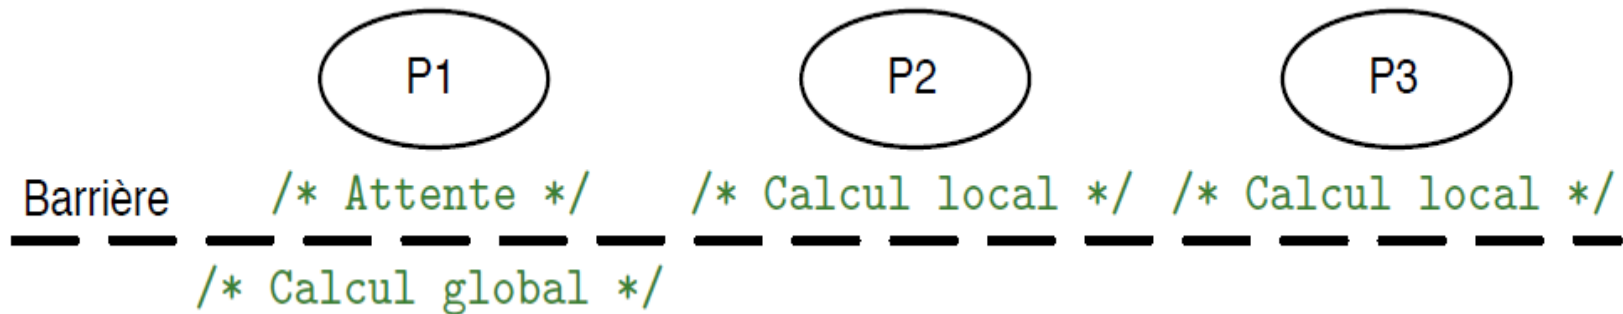 P1 P2 P3
Barrière /* Attente */ /* Calcul local */ /* Calcul local */
/* Calcul global */